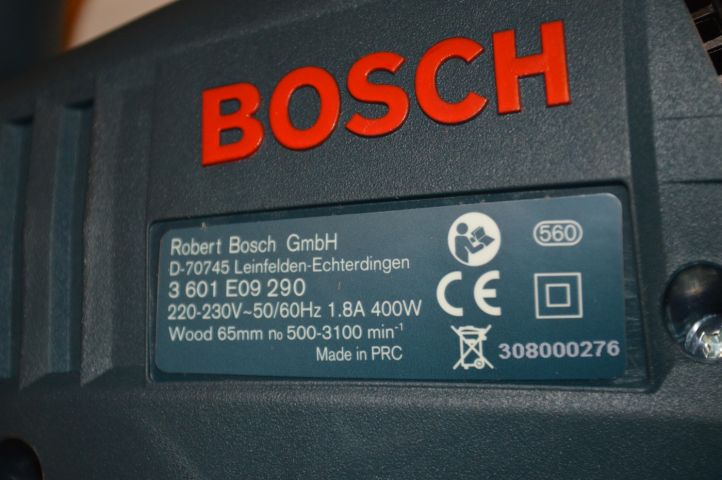 BOSCH
Robert Bosch GmbH
D-70745 Leinfelden-Echterdingen
3 601 E09 290
220-230V~50/60Hz 1.8A 400W
Wood 65mm n₀ 500-3100 min⁻¹
Made in PRC
560
CE
308000276